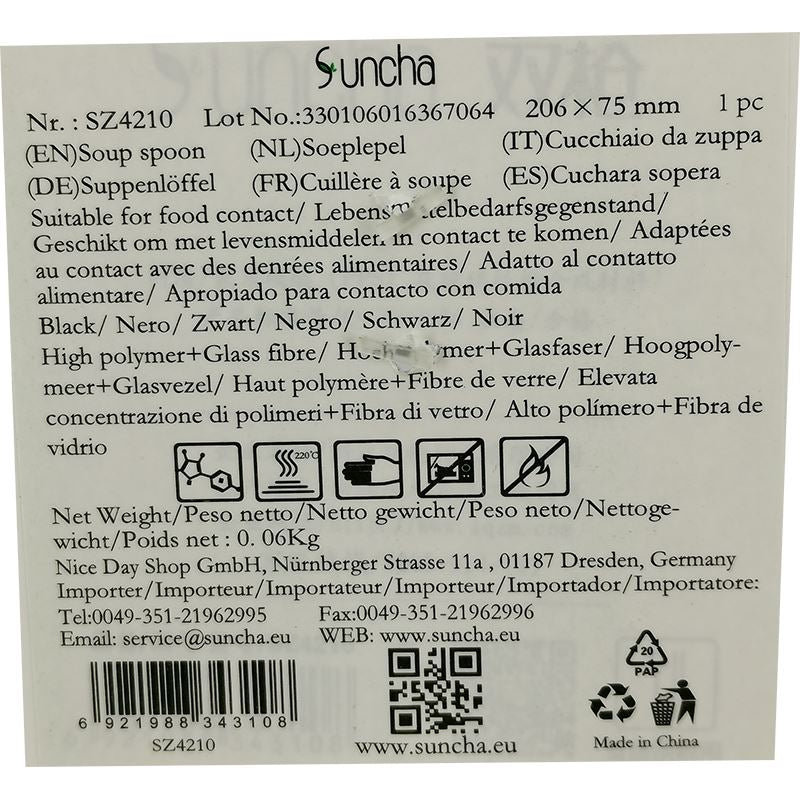 Suncha
Nr. : SZ4210 Lot No.:330106016367064 206×75 mm 1 pc
(EN)Soup spoon (NL)Soeplepel (IT)Cucchiaio da zuppa
(DE)Suppenlöffel (FR)Cuillère à soupe (ES)Cuchara sopera
Suitable for food contact/ Lebensmittelbedarfsgegenstand/
Geschikt om met levensmiddelen in contact te komen/ Adaptées
au contact avec des denrées alimentaires/ Adatto al contatto
alimentare/ Apropiado para contacto con comida
Black/ Nero/ Zwart/ Negro/ Schwarz/ Noir
High polymer+Glass fibre/ Hochpolymer+Glasfaser/ Hoogpoly-
meer+Glasvezel/ Haut polymère+Fibre de verre/ Elevata
concentrazione di polimeri+Fibra di vetro/ Alto polímero+Fibra de
vidrio
220°C
Net Weight/Peso netto/Netto gewicht/Peso neto/Nettoge-
wicht/Poids net : 0. 06Kg
Nice Day Shop GmbH, Nürnberger Strasse 11a , 01187 Dresden, Germany
Importer/Importeur/Importateur/Importeur/Importador/Importatore:
Tel:0049-351-21962995 Fax:0049-351-21962996
Email: service@suncha.eu WEB: www.suncha.eu
20
PAP
6 921988 343108
SZ4210
www.suncha.eu
Made in China